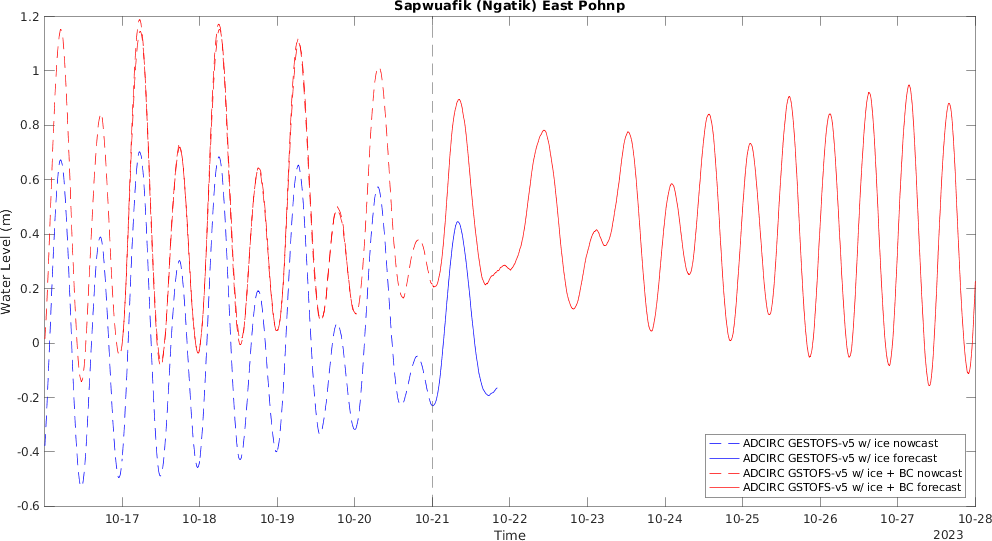 Sapwuafik (Ngatik) East Pohnp
Water Level (m)
1.2
1
0.8
0.6
0.4
0.2
0
-0.2
-0.4
-0.6
10-17 10-18 10-19 10-20 10-21 10-22 10-23 10-24 10-25 10-26 10-27 10-28
Time
2023
ADCIRC GESTOFS-v5 w/ ice nowcast
ADCIRC GESTOFS-v5 w/ ice forecast
ADCIRC GSTOFS-v5 w/ ice + BC nowcast
ADCIRC GSTOFS-v5 w/ ice + BC forecast